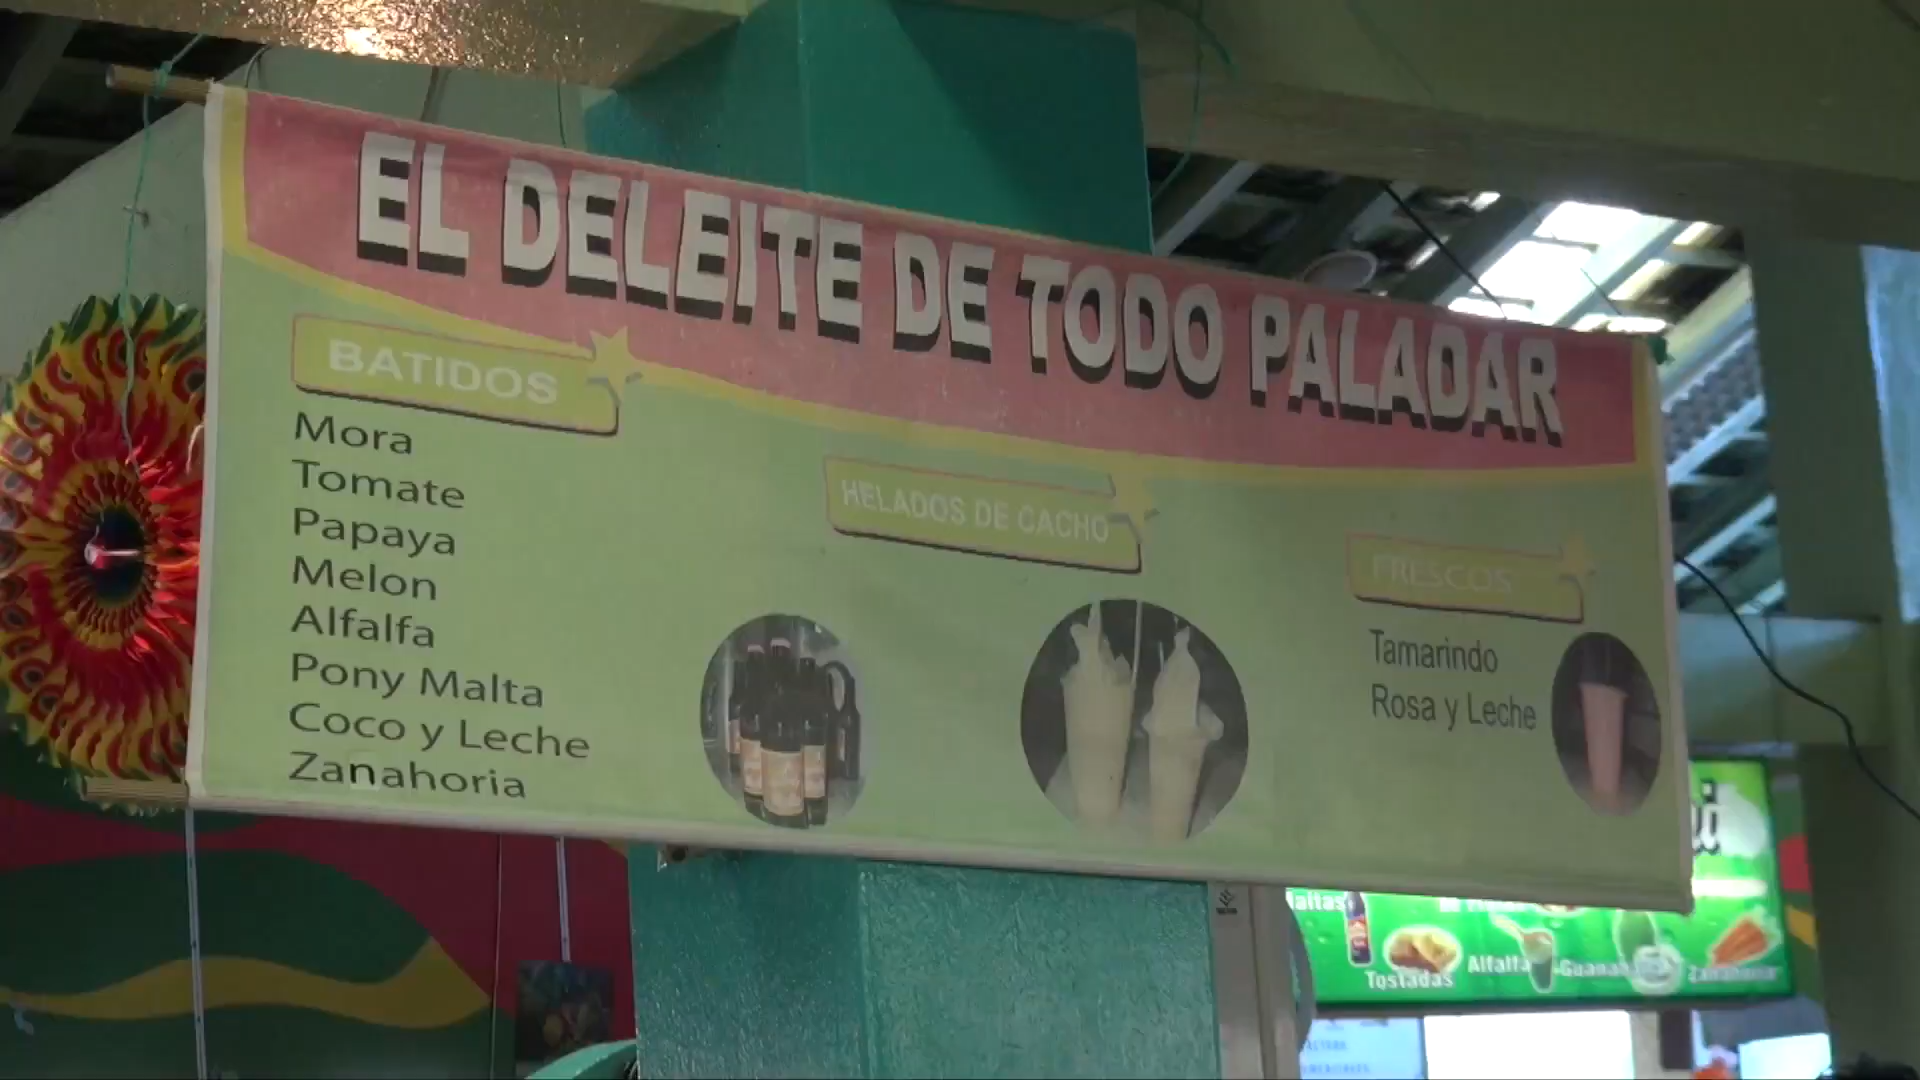 EL DELEITE DE TODO PALADAR
BATIDOS
Mora
Tomate
Papaya
Melon
Alfalfa
Pony Malta
Coco y Leche
Zanahoria
HELADOS DE CACHO
FRESCOS
Tamarindo
Rosa y Leche
Tostadas
Alfalfa
Zanahoria